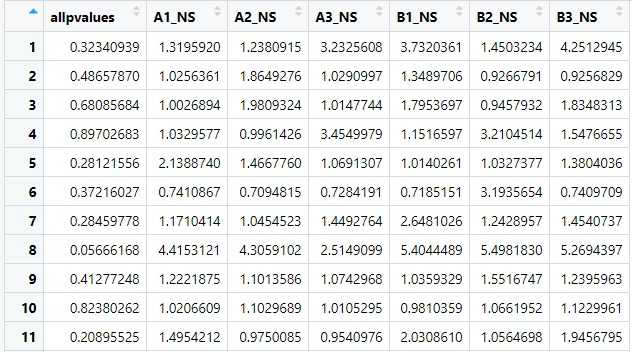 allpvalues A1_NS A2_NS A3_NS B1_NS B2_NS B3_NS
1 0.32340939 1.3195920 1.2380915 3.2325608 3.7320361 1.4503234 4.2512945
2 0.48657870 1.0256361 1.8649276 1.0290997 1.3489706 0.9266791 0.9256829
3 0.68085684 1.0026894 1.9809324 1.0147744 1.7953697 0.9457932 1.8348313
4 0.89702683 1.0329577 0.9961426 3.4549979 1.1516597 3.2104514 1.5476655
5 0.28121556 2.1388740 1.4667760 1.0691307 1.0140261 1.0327377 1.3804036
6 0.37216027 0.7410867 0.7094815 0.7284191 0.7185151 3.1935654 0.7409709
7 0.28459778 1.1710414 1.0454523 1.4492764 2.6481026 1.2428957 1.4540737
8 0.05666168 4.4153121 4.3059102 2.5149099 5.4044489 5.4981830 5.2694397
9 0.41277248 1.2221875 1.1013586 1.0742968 1.0359329 1.5516747 1.2395963
10 0.82380262 1.0206609 1.1029689 1.0105295 0.9810359 1.0661952 1.1229961
11 0.20895525 1.4954212 0.9750085 0.9540976 2.0308610 1.0564698 1.9456795